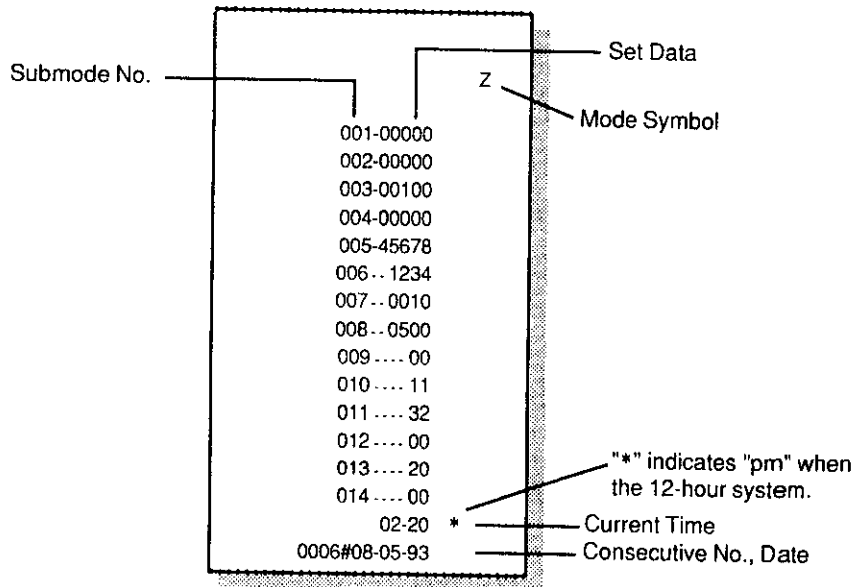 Set Data
Submode No.
Z
Mode Symbol
001-00000
002-00000
003-00100
004-00000
005-45678
006-- 1234
007-- 0010
008-- 0500
009---- 00
010---- 11
011---- 32
012---- 00
013---- 20
014---- 00
"*" indicates "pm" when
the 12-hour system.
02-20 *
Current Time
0006#08-05-93
Consecutive No., Date